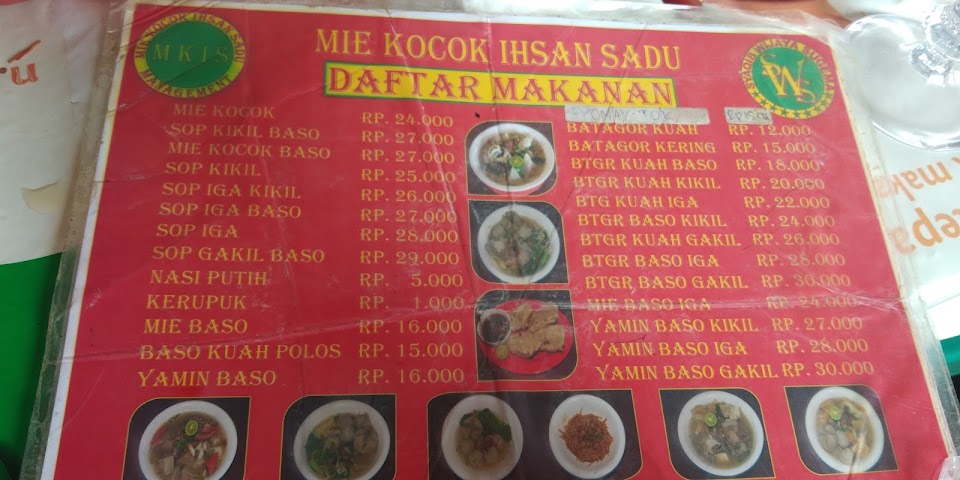 MIE KOCOK IHSAN SADU
MKIS
MANAGEMENT
MIE KOCOK IHSAN SADU
DAFTAR MAKANAN
MIE KOCOK RP. 24.000
SOP KIKIL BASO RP. 27.000
MIE KOCOK BASO RP. 27.000
SOP KIKIL RP. 25.000
SOP IGA KIKIL RP. 26.000
SOP IGA BASO RP. 27.000
SOP IGA RP. 28.000
SOP GAKIL BASO RP. 29.000
NASI PUTIH RP. 5.000
KERUPUK RP. 1.000
MIE BASO RP. 16.000
BASO KUAH POLOS RP. 15.000
YAMIN BASO RP. 16.000
BATAGOR KUAH RP. 12.000
BATAGOR KERING RP. 15.000
BTGR KUAH BASO RP. 18.000
BTGR KUAH KIKIL RP. 20.000
BTG KUAH IGA RP. 22.000
BTGR BASO KIKIL RP. 24.000
BTGR KUAH GAKIL RP. 26.000
BTGR BASO IGA RP. 28.000
BTGR BASO GAKIL RP. 30.000
MIE BASO IGA RP. 24.000
YAMIN BASO KIKIL RP. 27.000
YAMIN BASO IGA RP. 28.000
YAMIN BASO GAKIL RP. 30.000